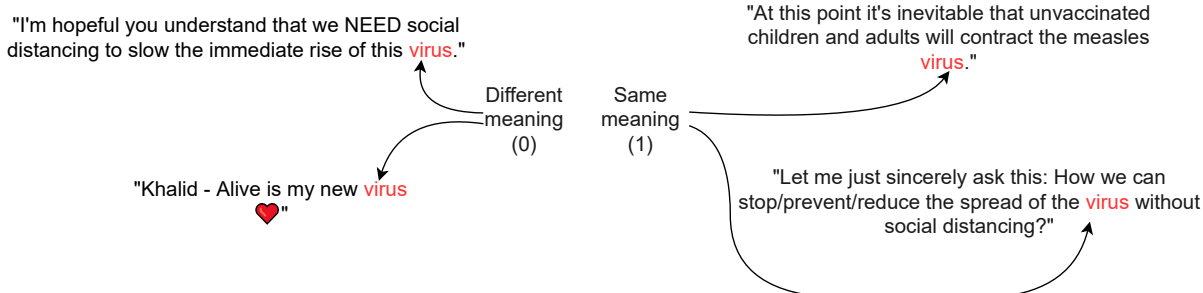 "I'm hopeful you understand that we NEED social
distancing to slow the immediate rise of this virus."
Different
meaning
(0)
"Khalid - Alive is my new virus
❤️"
Same
meaning
(1)
"At this point it's inevitable that unvaccinated
children and adults will contract the measles
virus."
"Let me just sincerely ask this: How we can
stop/prevent/reduce the spread of the virus without
social distancing?"